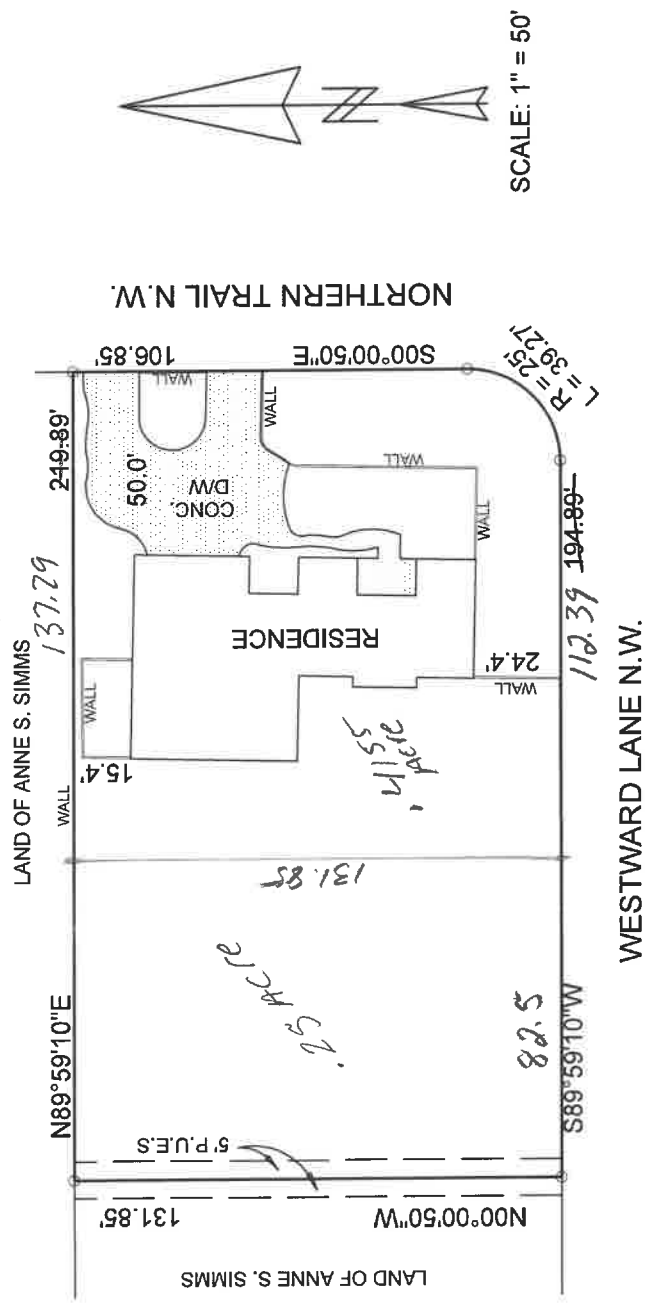 LAND OF ANNE S. SIMMS
N89°59'10"E
WALL
137.79
219.89'
15.4'
WALL
5' P.U.E.S
131.85'
N00°00'50"W
LAND OF ANNE S. SIMMS
.25 Acre
131.85
.4155
Acre
RESIDENCE
CONC.
D/W
50.0'
WALL
WALL
WALL
WALL
WALL
24.4'
106.85'
S00°00'50"E
NORTHERN TRAIL N.W.
R = 25'
L = 39.27'
82.5
S89°59'10"W
112.39
194.89'
WESTWARD LANE N.W.
N
SCALE: 1" = 50'